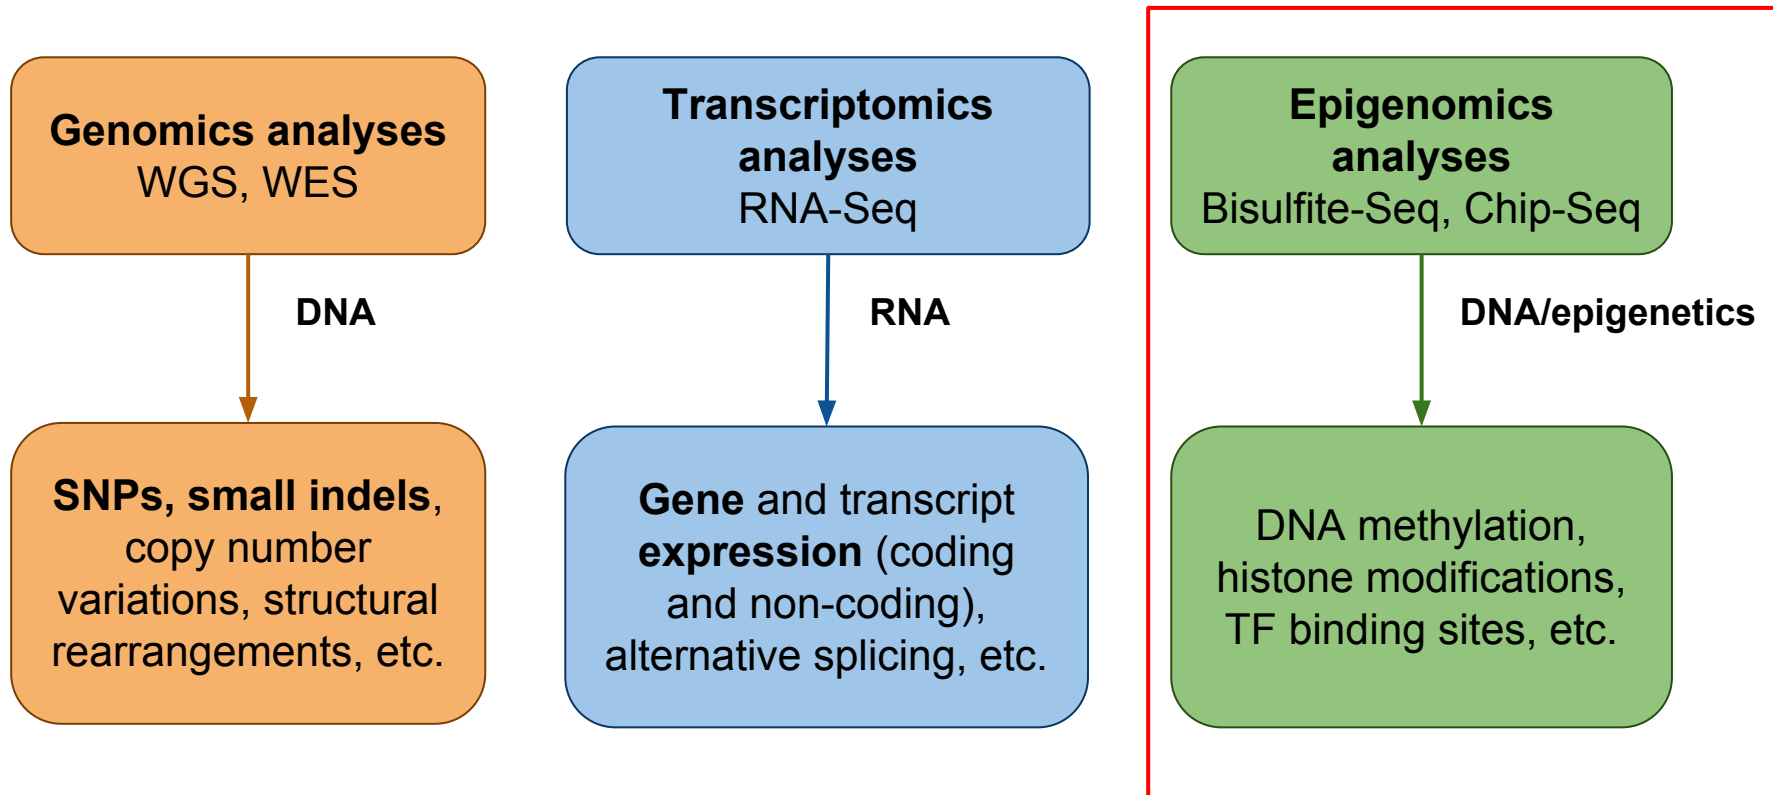 Genomics analyses
WGS, WES
DNA
SNPs, small indels,
copy number
variations, structural
rearrangements, etc.
Transcriptomics
analyses
RNA-Seq
RNA
Gene and transcript
expression (coding
and non-coding),
alternative splicing, etc.
Epigenomics
analyses
Bisulfite-Seq, Chip-Seq
DNA/epigenetics
DNA methylation,
histone modifications,
TF binding sites, etc.